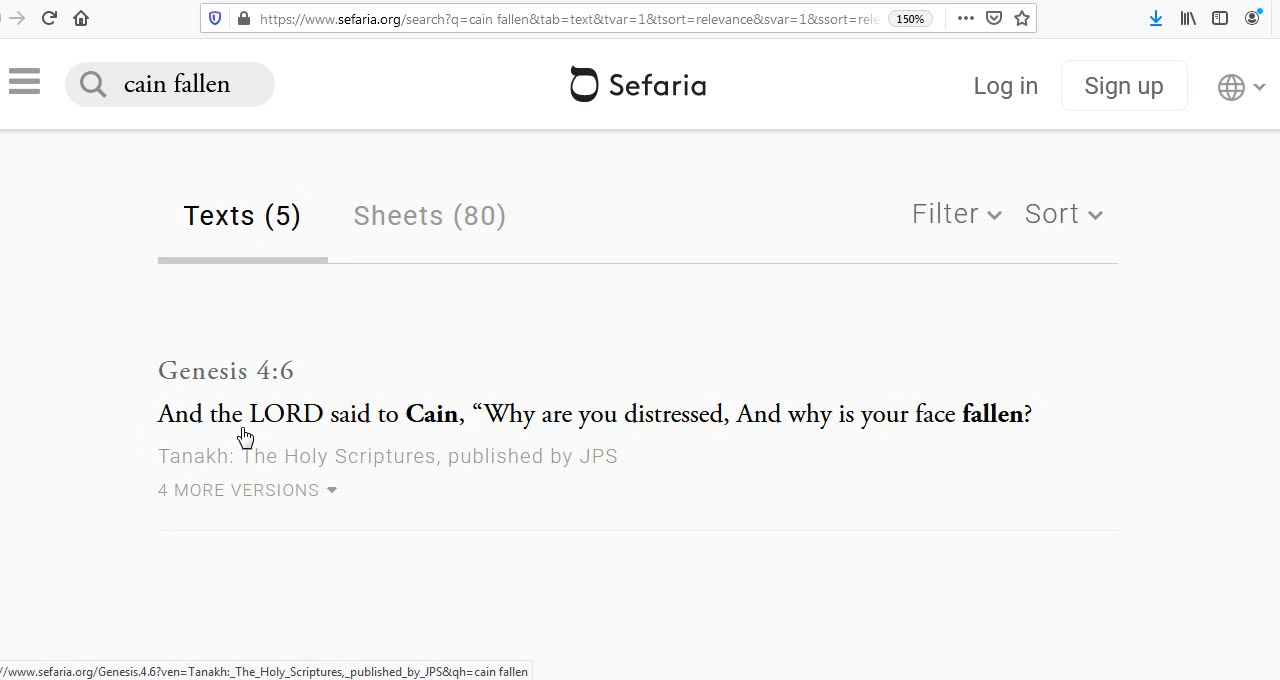 https://www.sefaria.org/search?q=cain fallen&tab=text&tvar=1&tsort=relevance&svar=1&ssort=rele 150%
cain fallen
Sefaria
Log in
Sign up
Texts (5)
Sheets (80)
Filter
Sort
Genesis 4:6
And the LORD said to Cain, “Why are you distressed, And why is your face fallen?
Tanakh: The Holy Scriptures, published by JPS
4 MORE VERSIONS
//www.sefaria.org/Genesis.4.6?ven=Tanakh:_The_Holy_Scriptures,_published_by_JPS&qh=cain fallen